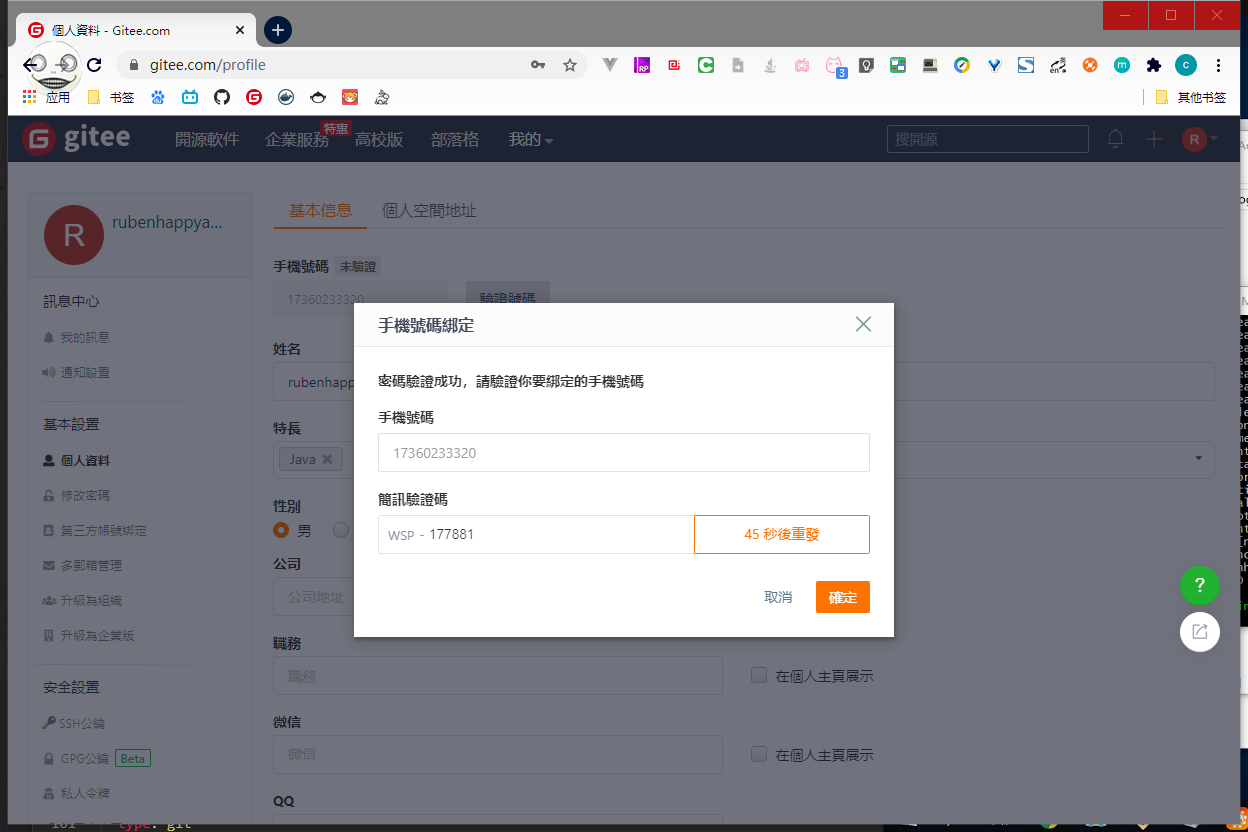 個人資料 - Gitee.com
gitee.com/profile
应用 书签 其他书签
gitee 開源軟件 企業服務 特惠 高校版 部落格 我的 搜開源 R
R rubenhappya...
基本信息 個人空間地址
訊息中心
我的訊息
通知設置
基本設置
個人資料
修改密碼
第三方帳號綁定
多郵箱管理
升級為組織
升級為企業版
安全設置
SSH公鑰
GPG公鑰 Beta
私人令牌
手機號碼 未驗證
17360233320 驗證號碼
姓名
rubenhapp
特長
Java
性別
男
公司
公司地址
職務
職務 在個人主頁展示
微信
微信 在個人主頁展示
QQ
手機號碼綁定
密碼驗證成功，請驗證你要綁定的手機號碼
手機號碼
17360233320
簡訊驗證碼
WSP - 177881 45 秒後重發
取消 確定
?
type: git